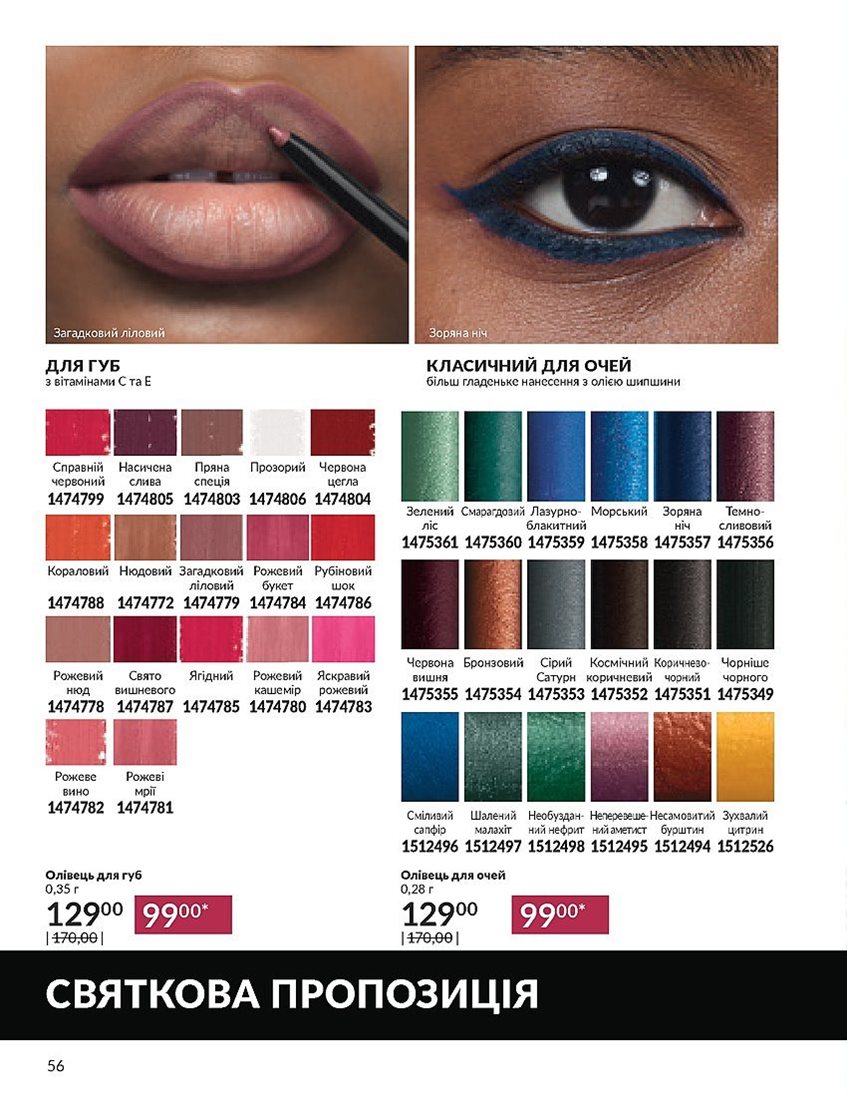 Загадковий ліловий
Зоряна ніч
ДЛЯ ГУБ
з вітамінами С та Е
КЛАСИЧНИЙ ДЛЯ ОЧЕЙ
більш гладеньке нанесення з олією шипшини
Справній Насичена Пряна Прозорий Червона
червоний слива спеція цегла
1474799 1474805 1474803 1474806 1474804
Кораловий Нюдовий Загадковий Рожевий Рубіновий
ліловий букет шок
1474788 1474772 1474779 1474784 1474786
Рожевий Свято Ягідний Рожевий Яскравий
нюд вишневого кашемір рожевий
1474778 1474787 1474785 1474780 1474783
Рожеве Рожеві
вино мрії
1474782 1474781
Зелений Смарагдовий Лазурно- Морський Зоряна Темно-
ліс блакитний ніч сливовий
1475361 1475360 1475359 1475358 1475357 1475356
Червона Бронзовий Сірий Космічний Коричнево- Чорніше
вишня Сатурн коричневий чорний чорного
1475355 1475354 1475353 1475352 1475351 1475349
Сміливий Шалений Необуздан- Неперевеше- Несамовитий Зухвалий
сапфір малахіт ний нефрит ний аметист бурштин цитрин
1512496 1512497 1512498 1512495 1512494 1512526
Олівець для губ
0,35 г
12900 9900*
|170,00|
Олівець для очей
0,28 г
12900 9900*
|170,00|
СВЯТКОВА ПРОПОЗИЦІЯ
56